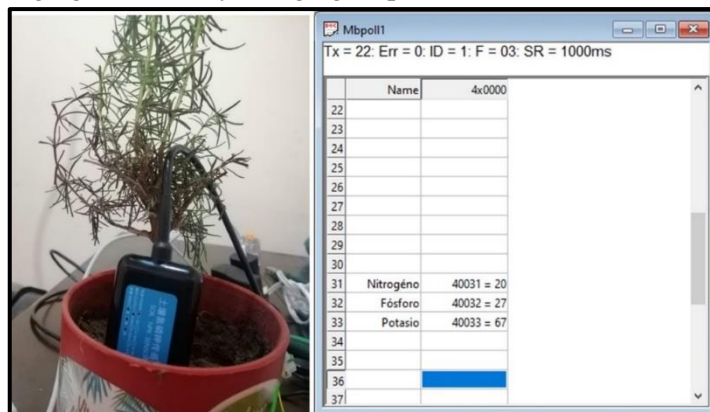 Mbpoll1
Tx = 22: Err = 0: ID = 1: F = 03: SR = 1000ms
Name 4x0000
22
23
24
25
26
27
28
29
30
31 Nitrogéno 40031 = 20
32 Fósforo 40032 = 27
33 Potasio 40033 = 67
34
35
36
37